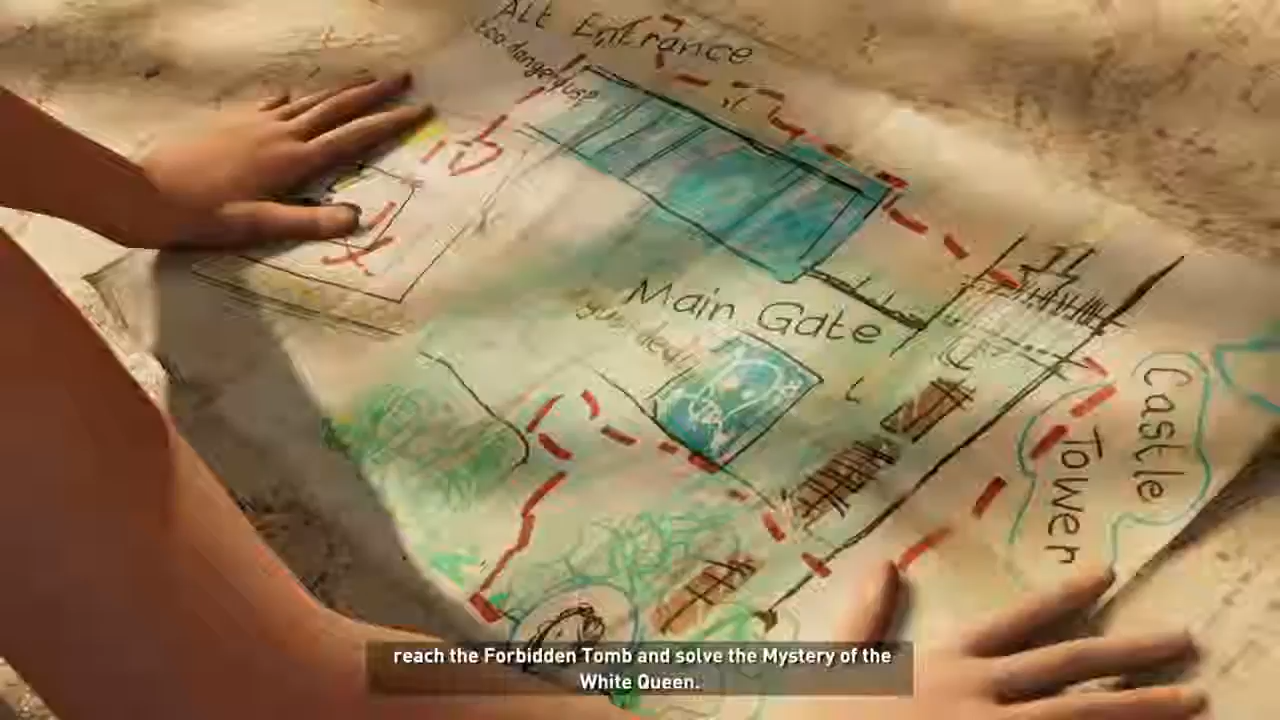 Alt Entrance
too dangerous?
Main Gate
Castle
Tower
reach the Forbidden Tomb and solve the Mystery of the
White Queen.